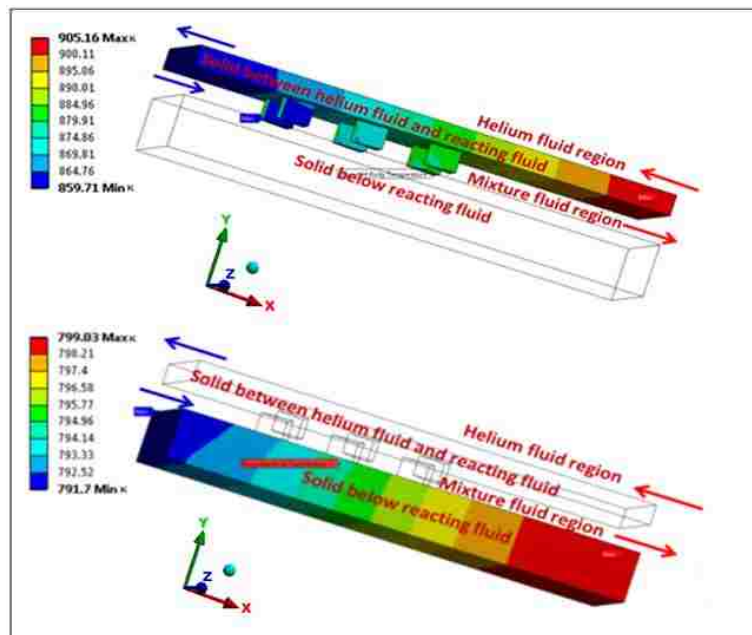 905.16 Max K
900.11
895.06
890.01
884.96
879.91
874.86
869.81
864.76
859.71 Min K
Solid between helium fluid and reacting fluid
Helium fluid region
Solid below reacting fluid
Mixture fluid region
Y
Z
X
799.03 Max K
798.21
797.4
796.58
795.77
794.96
794.14
793.33
792.52
791.7 Min K
Solid between helium fluid and reacting fluid
Helium fluid region
Mixture fluid region
Solid below reacting fluid
Y
Z
X